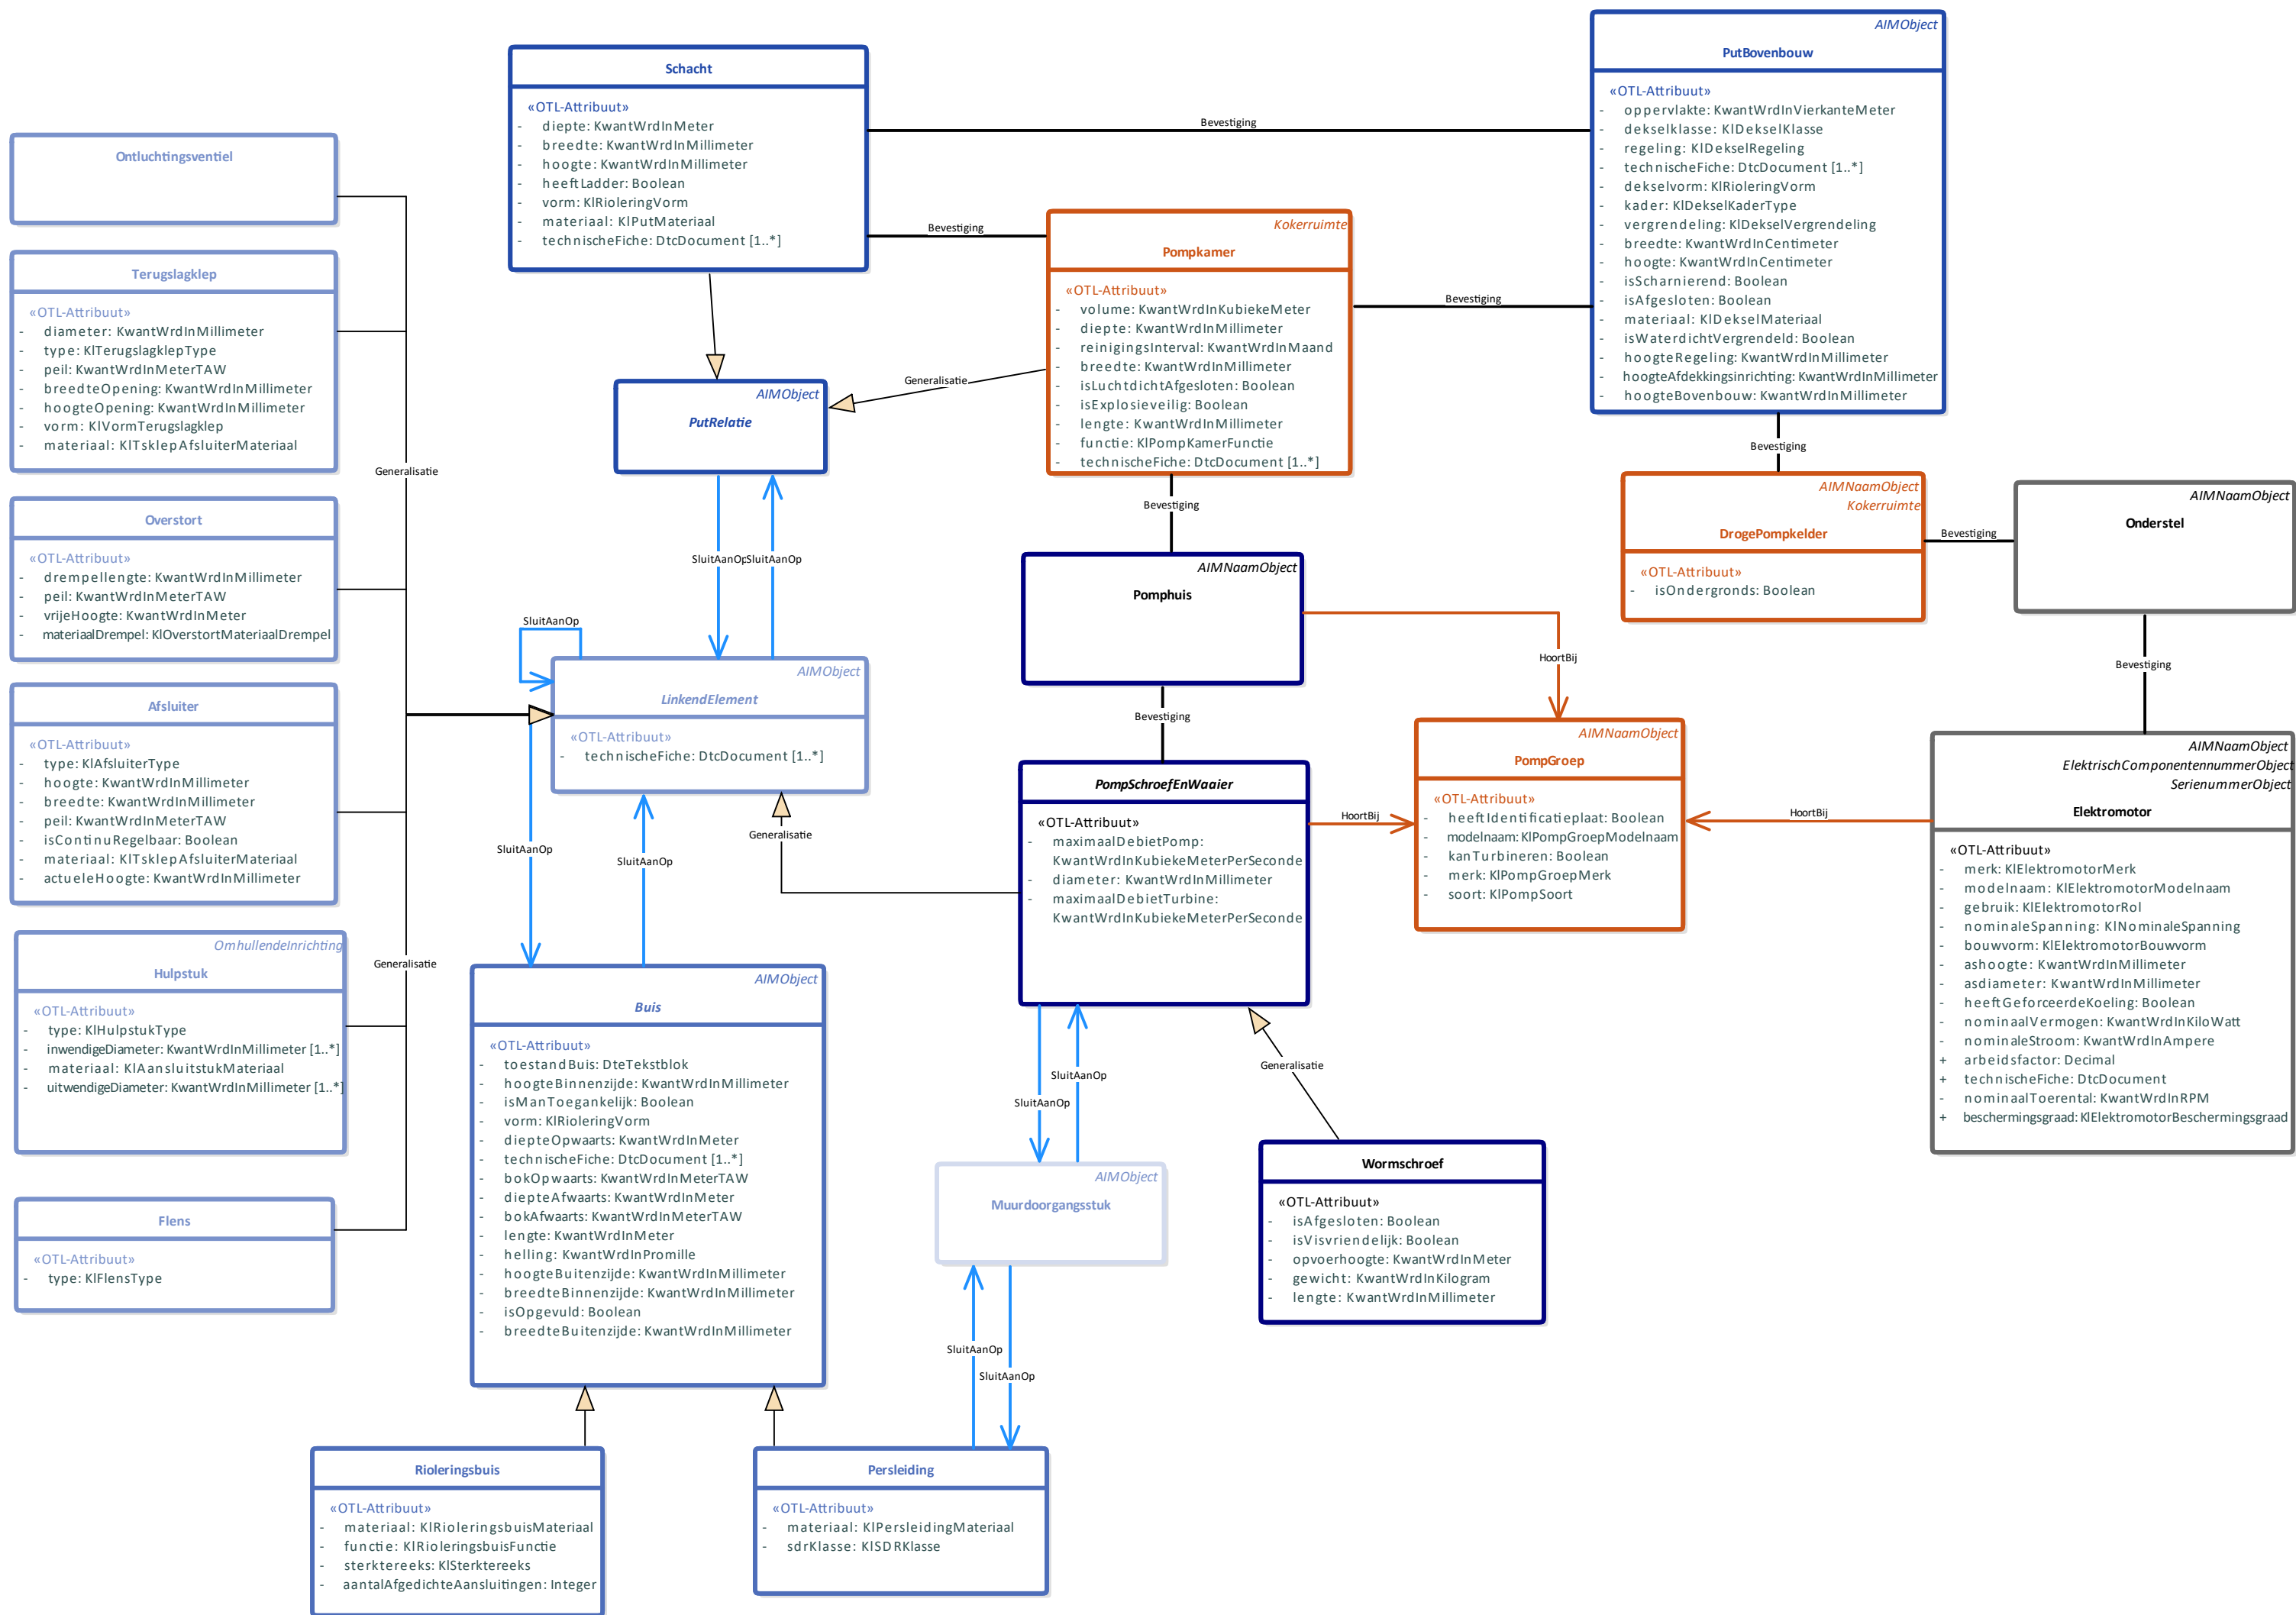 AIMObject
PutBovenbouw
«OTL-Attribuut»
- oppervlakte: KwantWrdInVierkanteMeter
- dekselklasse: KlDekselKlasse
- regeling: KlDekselRegeling
- technischeFiche: DtcDocument [1..*]
- dekselvorm: KlRioleringVorm
- kader: KlDekselKaderType
- vergrendeling: KlDekselVergrendeling
- breedte: KwantWrdInCentimeter
- hoogte: KwantWrdInCentimeter
- isScharnierend: Boolean
- isAfgesloten: Boolean
- materiaal: KlDekselMateriaal
- isWaterdichtVergrendeld: Boolean
- hoogteRegeling: KwantWrdInMillimeter
- hoogteAfdekkingsinrichting: KwantWrdInMillimeter
- hoogteBovenbouw: KwantWrdInMillimeter
Schacht
«OTL-Attribuut»
- diepte: KwantWrdInMeter
- breedte: KwantWrdInMillimeter
- hoogte: KwantWrdInMillimeter
- heeftLadder: Boolean
- vorm: KlRioleringVorm
- materiaal: KlPutMateriaal
- technischeFiche: DtcDocument [1..*]
Bevestiging
Bevestiging
Bevestiging
Ontluchtingsventiel
Terugslagklep
«OTL-Attribuut»
- diameter: KwantWrdInMillimeter
- type: KlTerugslagklepType
- peil: KwantWrdInMeterTAW
- breedteOpening: KwantWrdInMillimeter
- hoogteOpening: KwantWrdInMillimeter
- vorm: KlVormTerugslagklep
- materiaal: KlTsklepAfsluiterMateriaal
Generalisatie
Kokerruimte
Pompkamer
«OTL-Attribuut»
- volume: KwantWrdInKubiekeMeter
- diepte: KwantWrdInMillimeter
- reinigingsInterval: KwantWrdInMaand
- breedte: KwantWrdInMillimeter
- isLuchtdichtAfgesloten: Boolean
- isExplosieveilig: Boolean
- lengte: KwantWrdInMillimeter
- functie: KlPompKamerFunctie
- technischeFiche: DtcDocument [1..*]
Generalisatie
AIMObject
PutRelatie
Bevestiging
Bevestiging
AIMNaamObject
Kokerruimte
DrogePompkelder
«OTL-Attribuut»
- isOndergronds: Boolean
Bevestiging
AIMNaamObject
Onderstel
Bevestiging
Overstort
«OTL-Attribuut»
- drempellengte: KwantWrdInMillimeter
- peil: KwantWrdInMeterTAW
- vrijeHoogte: KwantWrdInMeter
- materiaalDrempel: KlOverstortMateriaalDrempel
SluitAanOp
SluitAanOp
SluitAanOp
AIMNaamObject
Pomphuis
HoortBij
Bevestiging
AIMObject
LinkendElement
«OTL-Attribuut»
- technischeFiche: DtcDocument [1..*]
Afsluiter
«OTL-Attribuut»
- type: KlAfsluiterType
- hoogte: KwantWrdInMillimeter
- breedte: KwantWrdInMillimeter
- peil: KwantWrdInMeterTAW
- isContinuRegelbaar: Boolean
- materiaal: KlTsklepAfsluiterMateriaal
- actueleHoogte: KwantWrdInMillimeter
Generalisatie
SluitAanOp
SluitAanOp
Generalisatie
PompSchroefEnWaaier
«OTL-Attribuut»
- maximaalDebietPomp:
KwantWrdInKubiekeMeterPerSeconde
- diameter: KwantWrdInMillimeter
- maximaalDebietTurbine:
KwantWrdInKubiekeMeterPerSeconde
HoortBij
AIMNaamObject
PompGroep
«OTL-Attribuut»
- heeftIdentificatieplaat: Boolean
- modelnaam: KlPompGroepModelnaam
- kanTurbineren: Boolean
- merk: KlPompGroepMerk
- soort: KlPompSoort
HoortBij
AIMNaamObject
ElektrischComponentennummerObject
SerienummerObject
Elektromotor
«OTL-Attribuut»
- merk: KlElektromotorMerk
- modelnaam: KlElektromotorModelnaam
- gebruik: KlElektromotorRol
- nominaleSpanning: KlNominaleSpanning
- bouwvorm: KlElektromotorBouwvorm
- ashoogte: KwantWrdInMillimeter
- asdiameter: KwantWrdInMillimeter
- heeftGeforceerdeKoeling: Boolean
- nominaalVermogen: KwantWrdInKiloWatt
- nominaleStroom: KwantWrdInAmpere
+ arbeidsfactor: Decimal
+ technischeFiche: DtcDocument
- nominaalToerental: KwantWrdInRPM
+ beschermingsgraad: KlElektromotorBeschermingsgraad
OmhullendeInrichting
Hulpstuk
«OTL-Attribuut»
- type: KlHulpstukType
- inwendigeDiameter: KwantWrdInMillimeter [1..*]
- materiaal: KlAansluitstukMateriaal
- uitwendigeDiameter: KwantWrdInMillimeter [1..*]
AIMObject
Buis
«OTL-Attribuut»
- toestandBuis: DteTekstblok
- hoogteBinnenzijde: KwantWrdInMillimeter
- isManToegankelijk: Boolean
- vorm: KlRioleringVorm
- diepteOpwaarts: KwantWrdInMeter
- technischeFiche: DtcDocument [1..*]
- bokOpwaarts: KwantWrdInMeterTAW
- diepteAfwaarts: KwantWrdInMeter
- bokAfwaarts: KwantWrdInMeterTAW
- lengte: KwantWrdInMeter
- helling: KwantWrdInPromille
- hoogteBuitenzijde: KwantWrdInMillimeter
- breedteBinnenzijde: KwantWrdInMillimeter
- isOpgevuld: Boolean
- breedteBuitenzijde: KwantWrdInMillimeter
SluitAanOp
SluitAanOp
Generalisatie
AIMObject
Muurdoorgangsstuk
Wormschroef
«OTL-Attribuut»
- isAfgesloten: Boolean
- isVisvriendelijk: Boolean
- opvoerhoogte: KwantWrdInMeter
- gewicht: KwantWrdInKilogram
- lengte: KwantWrdInMillimeter
Flens
«OTL-Attribuut»
- type: KlFlensType
SluitAanOp
SluitAanOp
Rioleringsbuis
«OTL-Attribuut»
- materiaal: KlRioleringsbuisMateriaal
- functie: KlRioleringsbuisFunctie
- sterktereeks: KlSterktereeks
- aantalAfgedichteAansluitingen: Integer
Persleiding
«OTL-Attribuut»
- materiaal: KlPersleidingMateriaal
- sdrKlasse: KlSDRKlasse